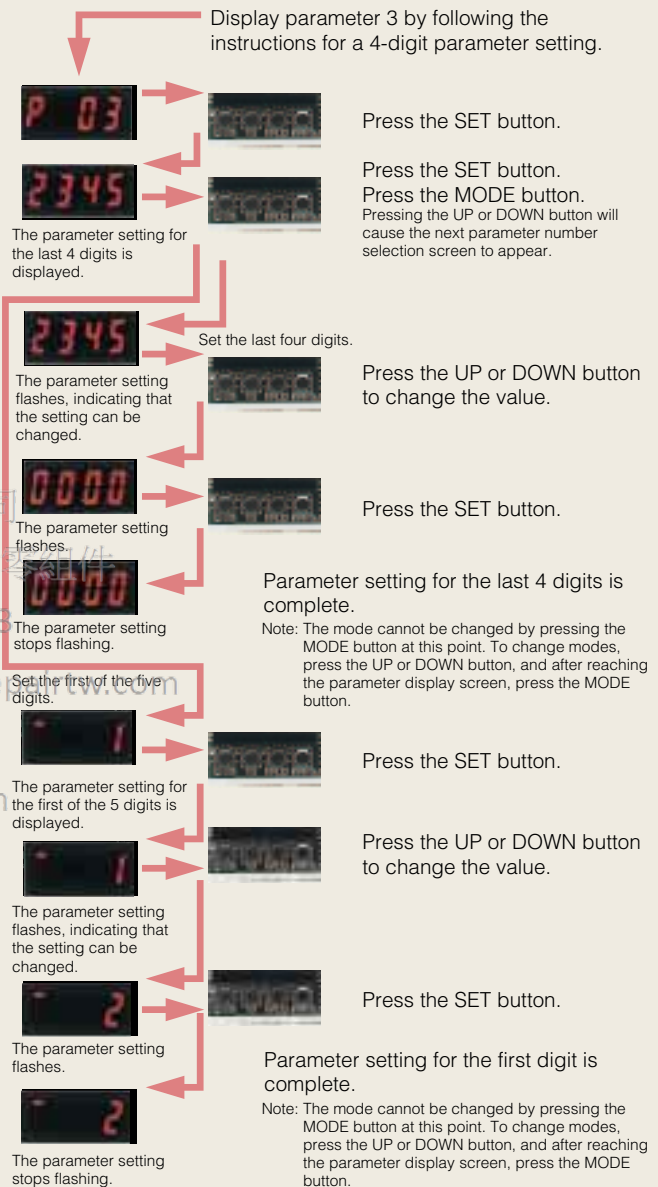 Display parameter 3 by following the
instructions for a 4-digit parameter setting.
P 03
Press the SET button.
2345
Press the SET button.
Press the MODE button.
Pressing the UP or DOWN button will
cause the next parameter number
selection screen to appear.
The parameter setting for
the last 4 digits is
displayed.
2345
Set the last four digits.
The parameter setting
flashes, indicating that
the setting can be
changed.
Press the UP or DOWN button
to change the value.
0000
Press the SET button.
The parameter setting
flashes.
零組件
0000
The parameter setting
stops flashing.
Parameter setting for the last 4 digits is
complete.
Note: The mode cannot be changed by pressing the
MODE button at this point. To change modes,
press the UP or DOWN button, and after reaching
the parameter display screen, press the MODE
button.
Set the first of the five
digits.
pairtw.com
1
Press the SET button.
The parameter setting for
the first of the 5 digits is
displayed.
1
Press the UP or DOWN button
to change the value.
The parameter setting
flashes, indicating that
the setting can be
changed.
2
Press the SET button.
The parameter setting
flashes.
2
The parameter setting
stops flashing.
Parameter setting for the first digit is
complete.
Note: The mode cannot be changed by pressing the
MODE button at this point. To change modes,
press the UP or DOWN button, and after reaching
the parameter display screen, press the MODE
button.